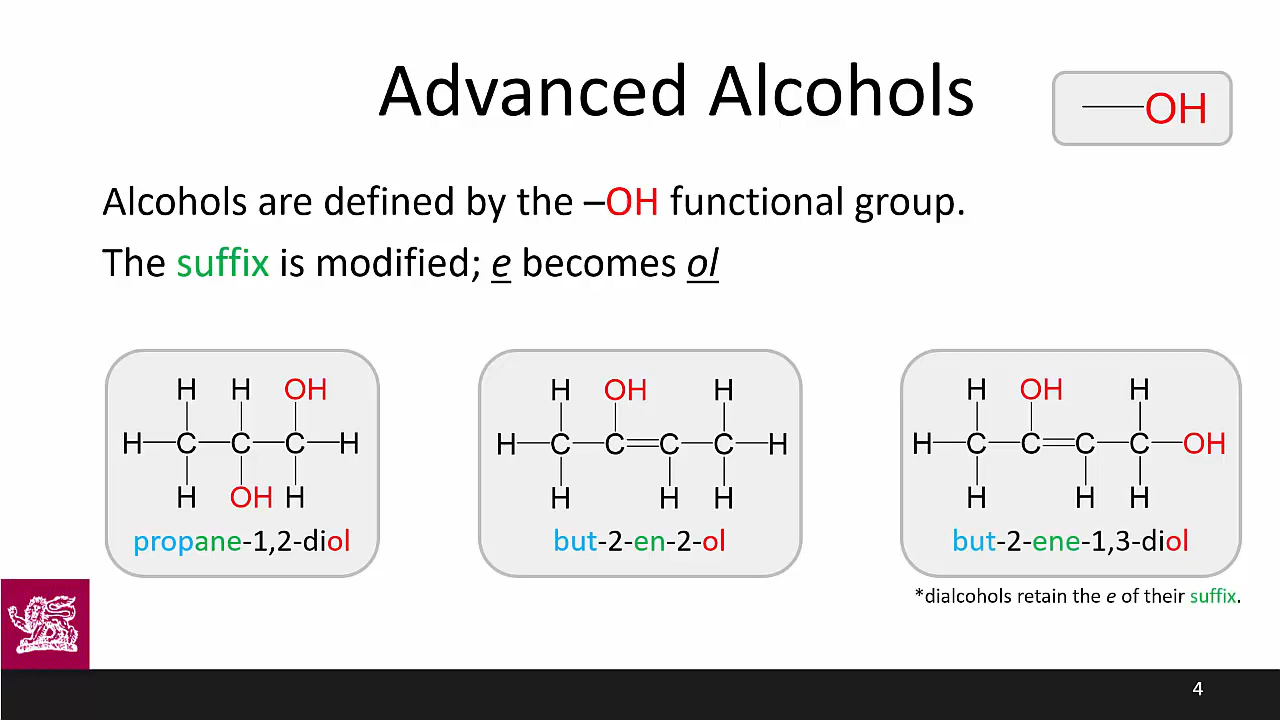 Advanced Alcohols
—OH
Alcohols are defined by the –OH functional group.
The suffix is modified; e becomes ol
H H OH
H C C C H
H OH H
propane-1,2-diol
H OH H
H C C C C H
H H H
but-2-en-2-ol
H OH H
H C C C C OH
H H H
but-2-ene-1,3-diol
*dialcohols retain the e of their suffix.
4